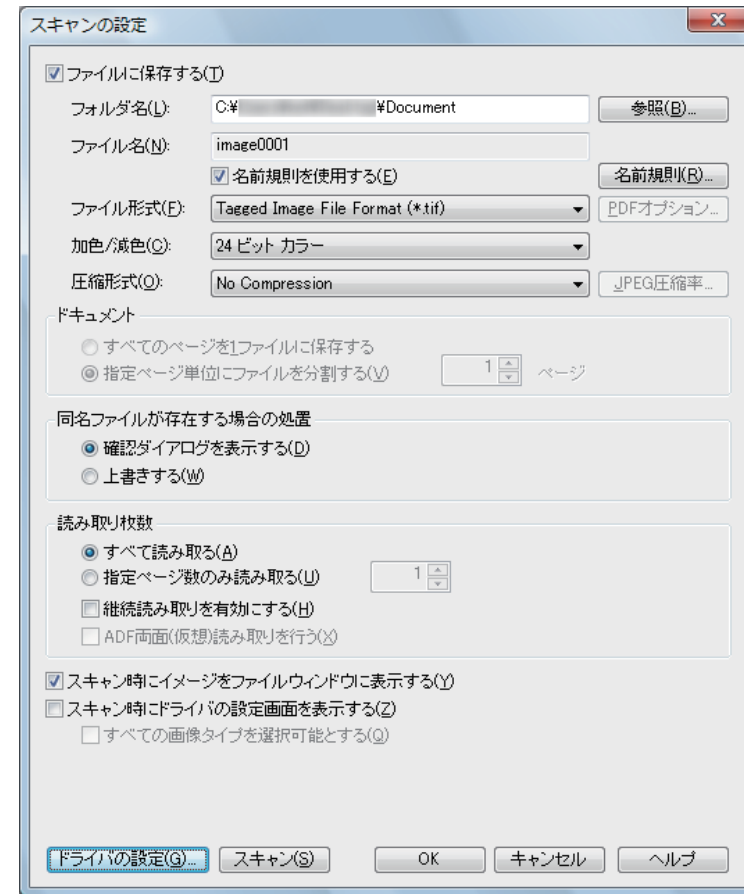 スキャンの設定
ファイルに保存する(T)
フォルダ名(L): C:¥ ¥Document 参照(B)...
ファイル名(N): image0001
名前規則を使用する(E) 名前規則(R)...
ファイル形式(F): Tagged Image File Format (*.tif) PDFオプション...
加色/減色(C): 24 ビット カラー
圧縮形式(O): No Compression JPEG圧縮率...
ドキュメント
すべてのページを1ファイルに保存する
指定ページ単位にファイルを分割する(V) 1 ページ
同名ファイルが存在する場合の処置
確認ダイアログを表示する(D)
上書きする(W)
読み取り枚数
すべて読み取る(A)
指定ページ数のみ読み取る(U) 1
継続読み取りを有効にする(H)
ADF両面(仮想)読み取りを行う(X)
スキャン時にイメージをファイルウィンドウに表示する(Y)
スキャン時にドライバの設定画面を表示する(Z)
すべての画像タイプを選択可能とする(Q)
ドライバの設定(G)... スキャン(S) OK キャンセル ヘルプ